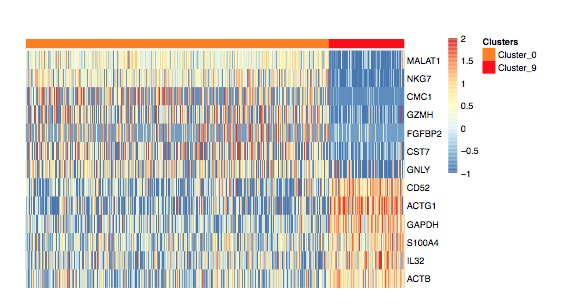 MALAT1
NKG7
CMC1
GZMH
FGFBP2
CST7
GNLY
CD52
ACTG1
GAPDH
S100A4
IL32
ACTB
2
1.5
1
0.5
0
−0.5
−1
Clusters
Cluster_0
Cluster_9